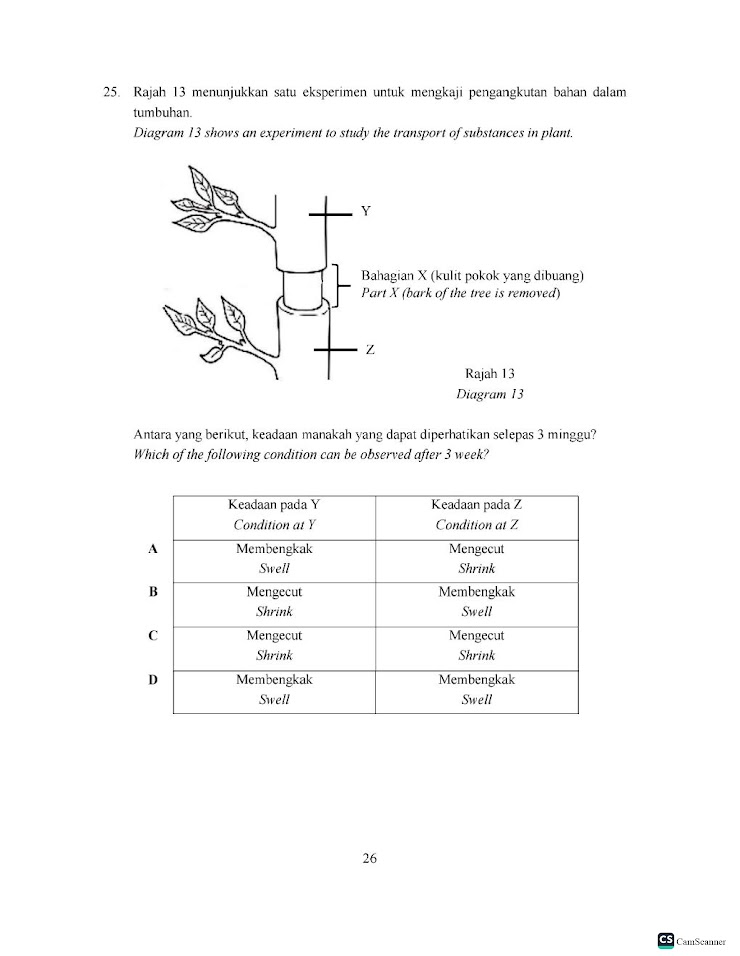 25. Rajah 13 menunjukkan satu eksperimen untuk mengkaji pengangkutan bahan dalam
tumbuhan.
Diagram 13 shows an experiment to study the transport of substances in plant.
Y
Bahagian X (kulit pokok yang dibuang)
Part X (bark of the tree is removed)
Z
Rajah 13
Diagram 13
Antara yang berikut, keadaan manakah yang dapat diperhatikan selepas 3 minggu?
Which of the following condition can be observed after 3 week?
Keadaan pada Y Keadaan pada Z
Condition at Y Condition at Z
A Membengkak Mengecut
Swell Shrink
B Mengecut Membengkak
Shrink Swell
C Mengecut Mengecut
Shrink Shrink
D Membengkak Membengkak
Swell Swell
26
CS CamScanner